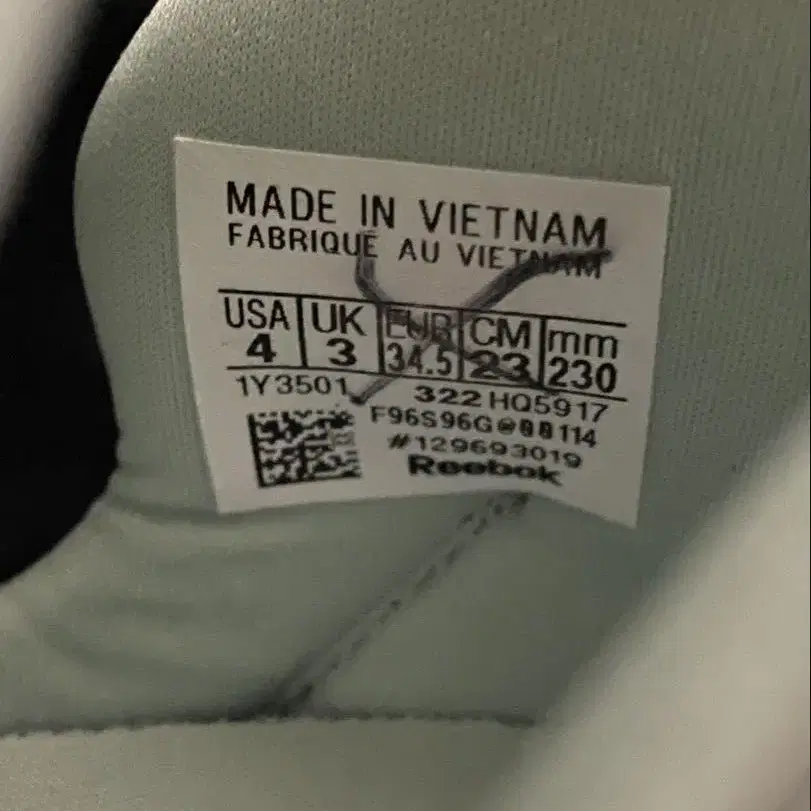 MADE IN VIETNAM
FABRIQUÉ AU VIETNAM
USA UK EUR CM mm
4 3 34.5 23 230
1Y3501 322 HQ5917
F96S96G@00114
#129693019
Reebok